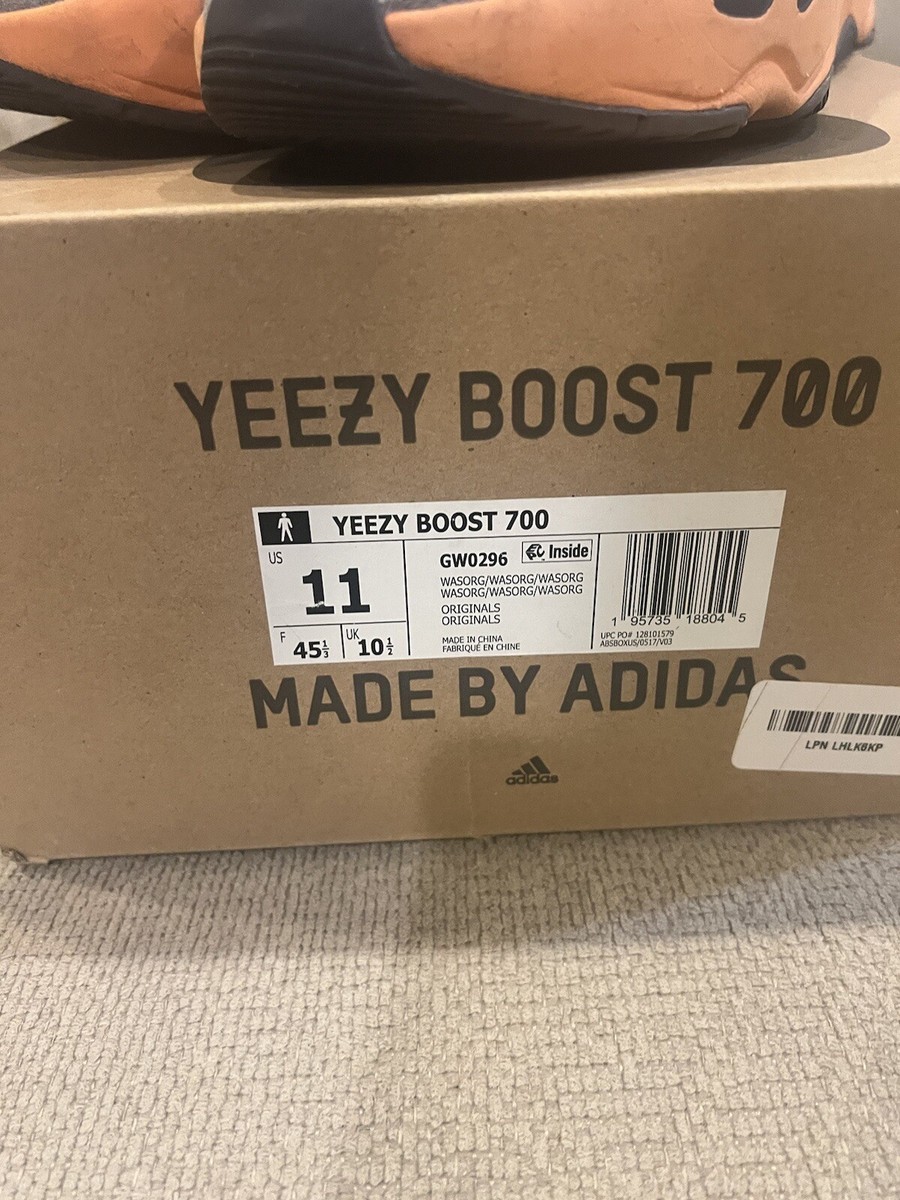 YEEZY BOOST 700
YEEZY BOOST 700
US
11
F 45⅓
UK 10½
GW0296
Inside
WASORG/WASORG/WASORG
WASORG/WASORG/WASORG
ORIGINALS
ORIGINALS
MADE IN CHINA
FABRIQUÉ EN CHINE
1 95735 18804 5
UPC PO# 128101579
ABSBOXUS/0517/V03
MADE BY ADIDAS
LPN LHLK6KP
adidas